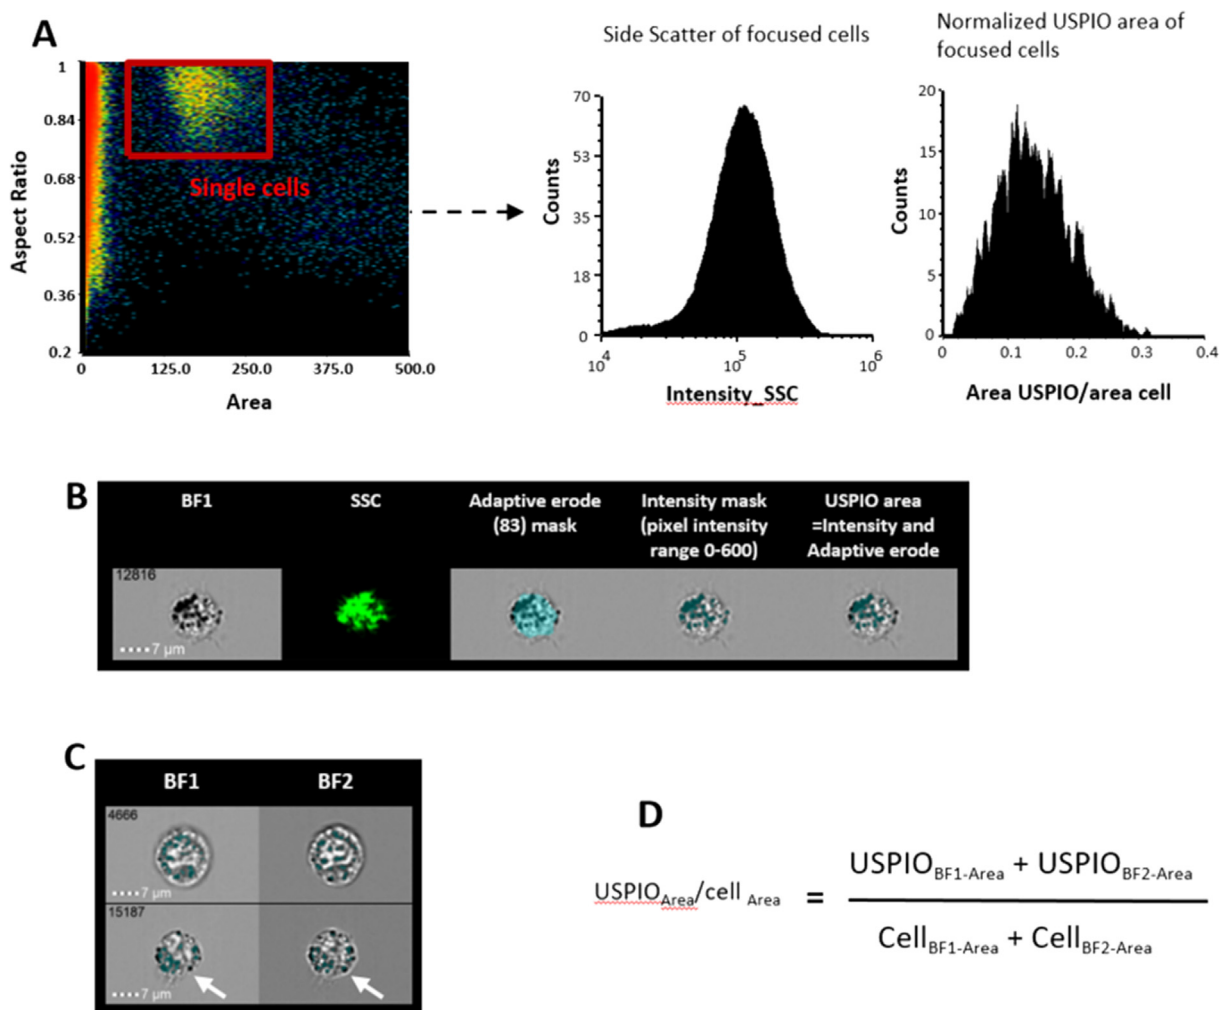 A
1
0.84
0.68
0.52
0.36
0.2
Aspect Ratio
Single cells
0
125.0
250.0
375.0
500.0
Area
Side Scatter of focused cells
70
53
35
18
0
Counts
10^4
10^5
10^6
Intensity_SSC
Normalized USPIO area of
focused cells
20
15
10
5
0
Counts
0
0.1
0.2
0.3
0.4
Area USPIO/area cell
B
BF1
SSC
Adaptive erode
(83) mask
Intensity mask
(pixel intensity
range 0-600)
USPIO area
=Intensity and
Adaptive erode
12816
7 µm
C
BF1
BF2
4666
7 µm
15187
7 µm
D
USPIO_Area/cell _Area = 
USPIO_BF1-Area + USPIO_BF2-Area
Cell_BF1-Area + Cell_BF2-Area